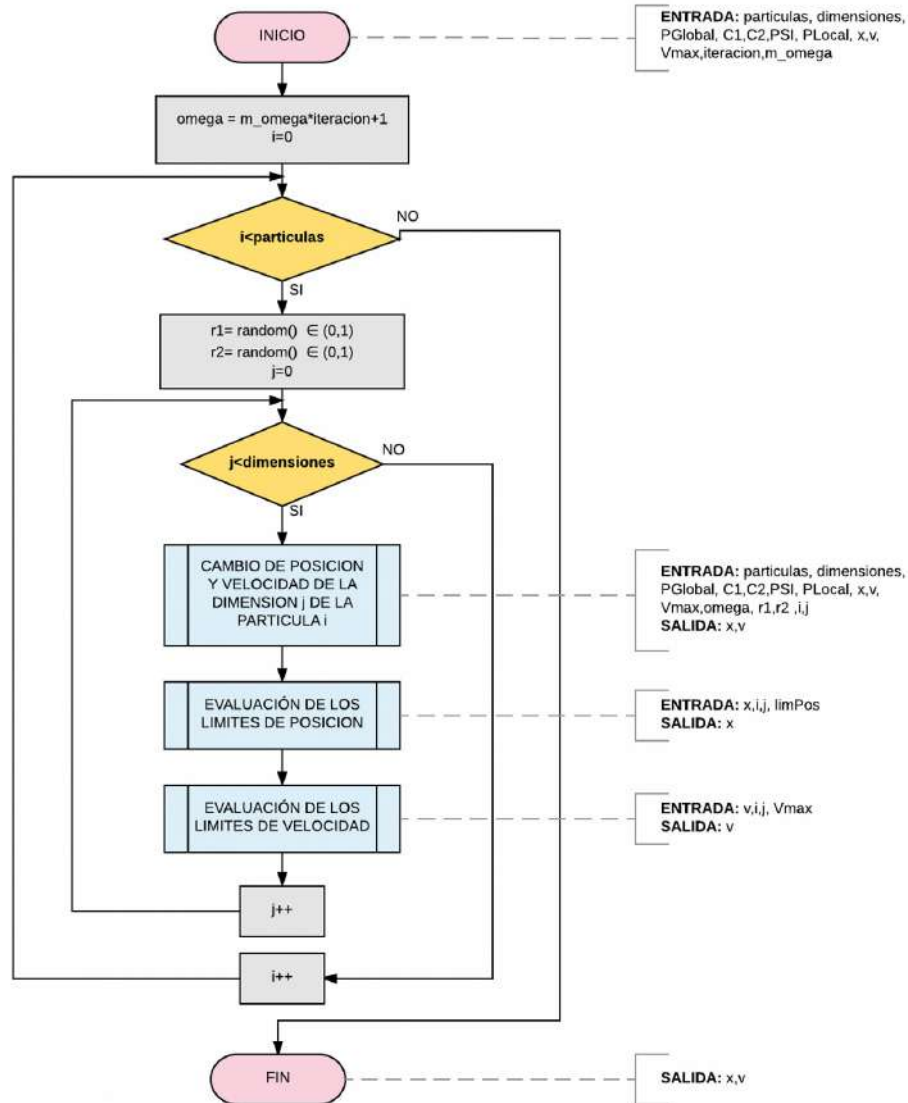 INICIO
ENTRADA: particulas, dimensiones,
PGlobal, C1,C2,PSI, PLocal, x,v,
Vmax,iteracion,m_omega
omega = m_omega*iteracion+1
i=0
i<particulas
NO
SI
r1= random() ∈ (0,1)
r2= random() ∈ (0,1)
j=0
j<dimensiones
NO
SI
CAMBIO DE POSICION
Y VELOCIDAD DE LA
DIMENSION j DE LA
PARTICULA i
ENTRADA: particulas, dimensiones,
PGlobal, C1,C2,PSI, PLocal, x,v,
Vmax,omega, r1,r2 ,i,j
SALIDA: x,v
EVALUACIÓN DE LOS
LIMITES DE POSICION
ENTRADA: x,i,j, limPos
SALIDA: x
EVALUACIÓN DE LOS
LIMITES DE VELOCIDAD
ENTRADA: v,i,j, Vmax
SALIDA: v
j++
i++
FIN
SALIDA: x,v